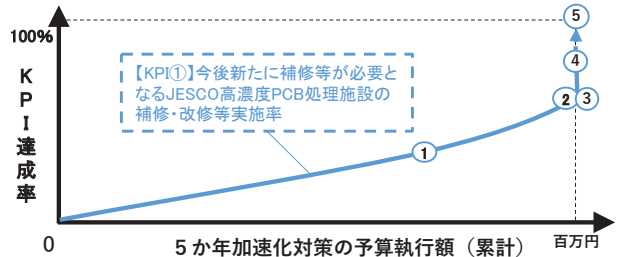 5
100%
4
【KPI①】今後新たに補修等が必要と
なるJESCO高濃度PCB処理施設の
補修・改修等実施率
KPI達成率
2
3
1
0
5か年加速化対策の予算執行額（累計）
百万円